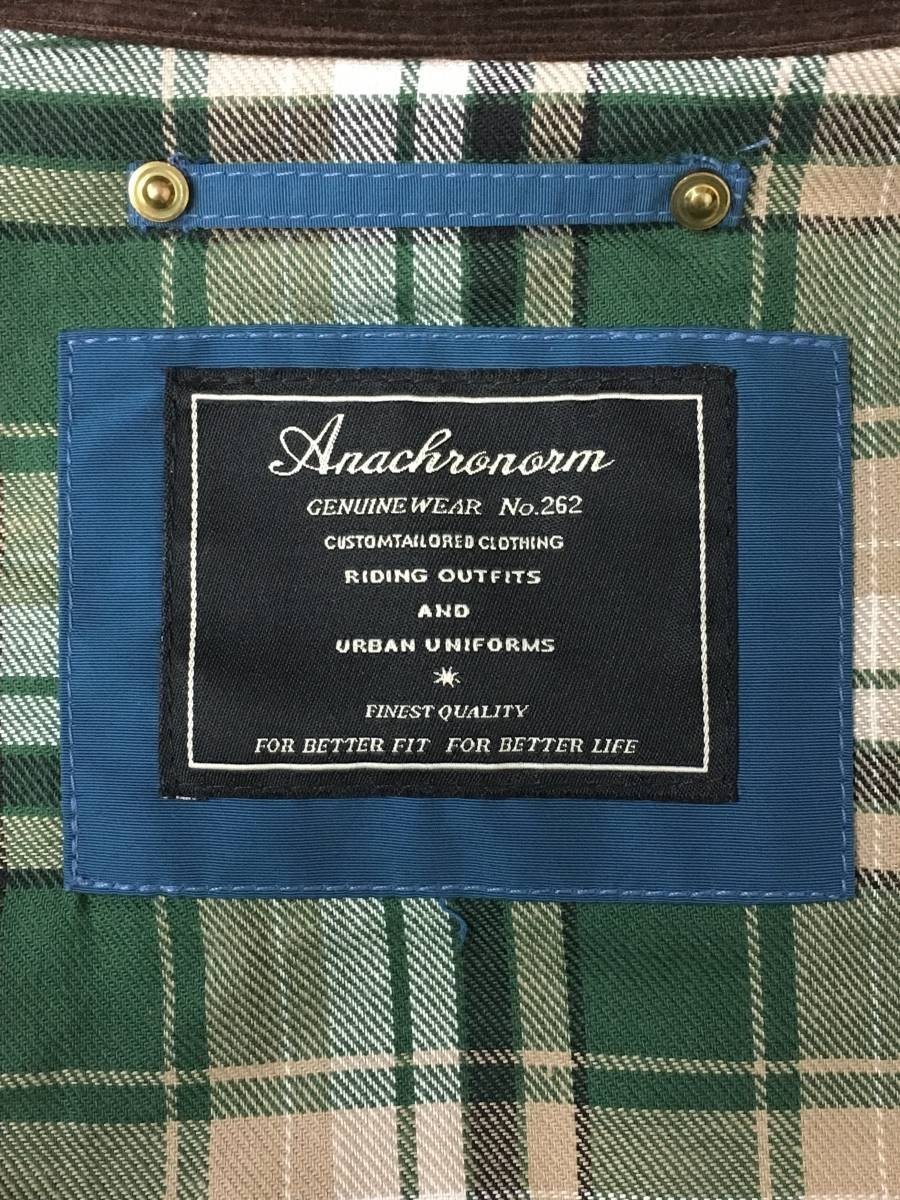 Anachronorm
GENUINE WEAR No.262
CUSTOMTAILORED CLOTHING
RIDING OUTFITS
AND
URBAN UNIFORMS
FINEST QUALITY
FOR BETTER FIT FOR BETTER LIFE